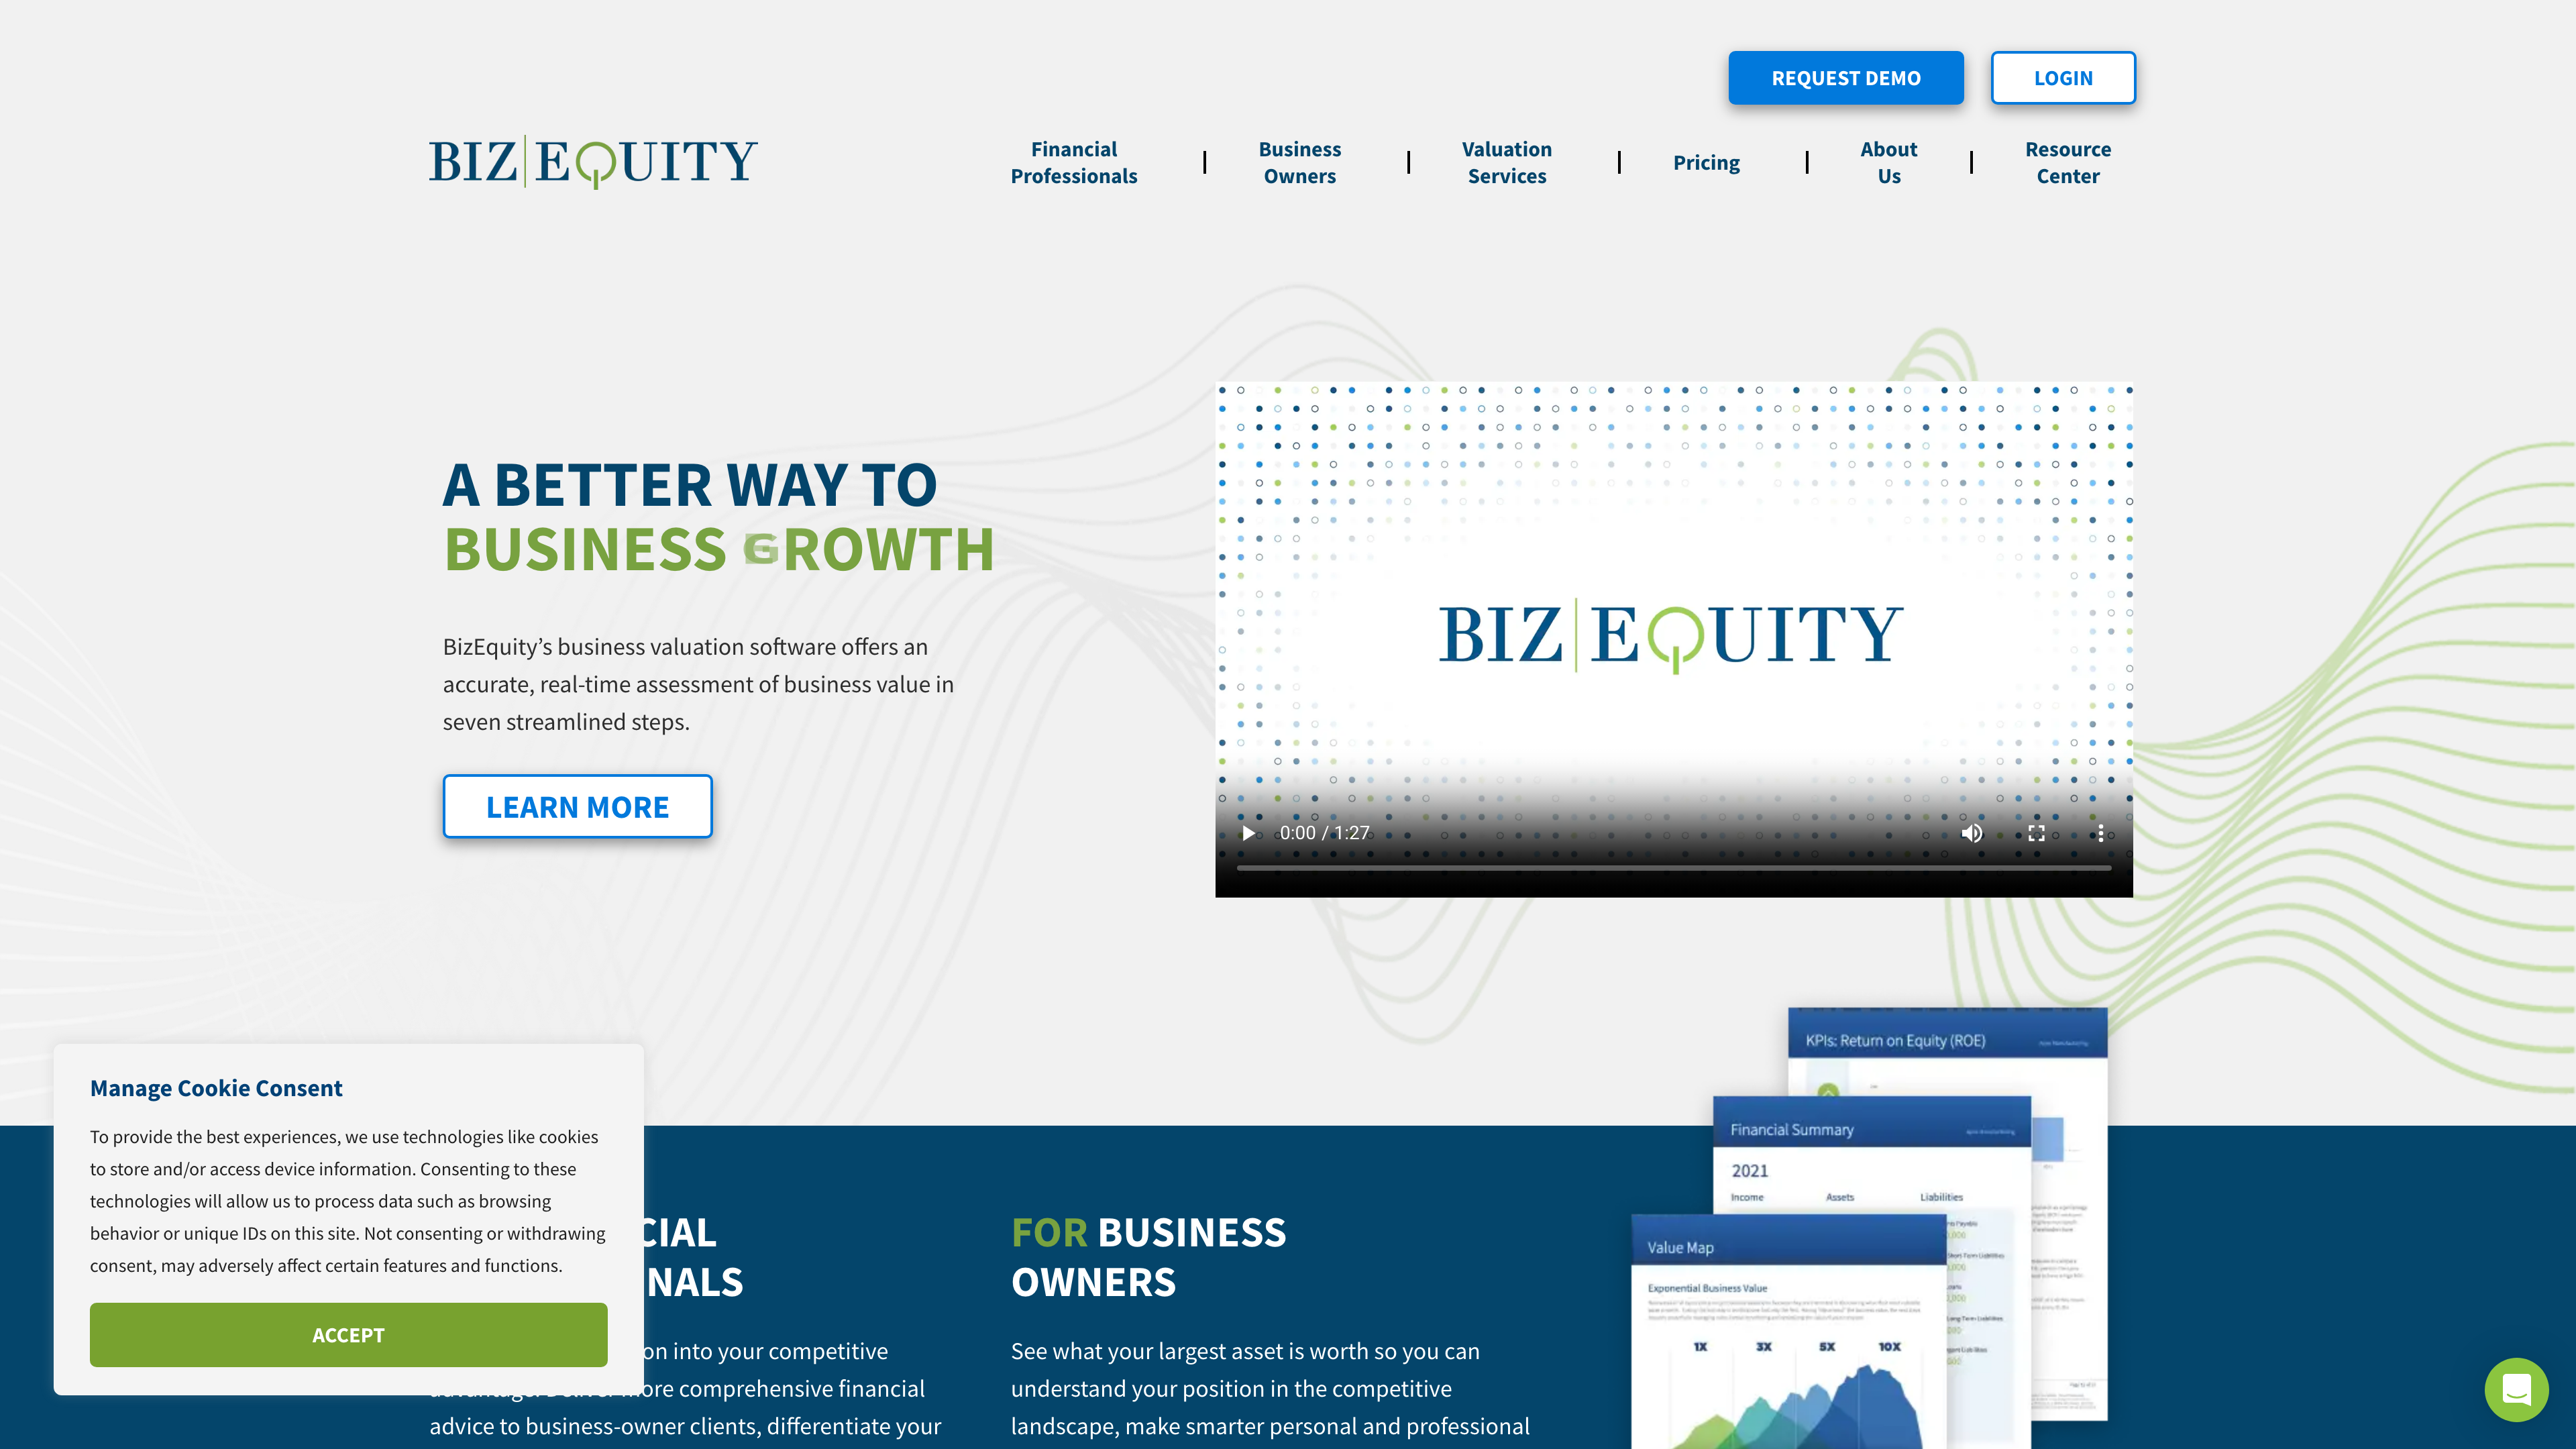 REQUEST DEMO
LOGIN
BIZ EQUITY
Financial Professionals
Business Owners
Valuation Services
Pricing
About Us
Resource Center
A BETTER WAY TO
BUSINESS GROWTH
BizEquity’s business valuation software offers an
accurate, real-time assessment of business value in
seven streamlined steps.
LEARN MORE
BIZ EQUITY
0:00 / 1:27
Manage Cookie Consent
To provide the best experiences, we use technologies like cookies
to store and/or access device information. Consenting to these
technologies will allow us to process data such as browsing
behavior or unique IDs on this site. Not consenting or withdrawing
consent, may adversely affect certain features and functions.
ACCEPT
CIAL
NALS
on into your competitive
more comprehensive financial
advice to business-owner clients, differentiate your
FOR BUSINESS
OWNERS
See what your largest asset is worth so you can
understand your position in the competitive
landscape, make smarter personal and professional
KPIs: Return on Equity (ROE)
Financial Summary
2021
Income Assets Liabilities
Value Map
Exponential Business Value
1X 3X 5X 10X